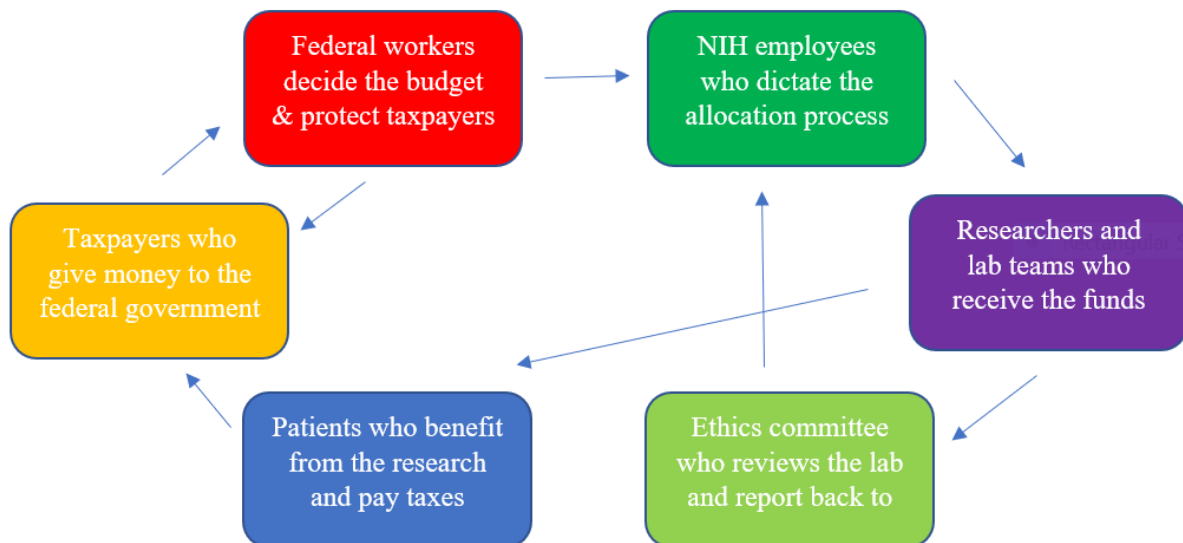 Federal workers
decide the budget
& protect taxpayers
NIH employees
who dictate the
allocation process
Taxpayers who
give money to the
federal government
Researchers and
lab teams who
receive the funds
Patients who benefit
from the research
and pay taxes
Ethics committee
who reviews the lab
and report back to